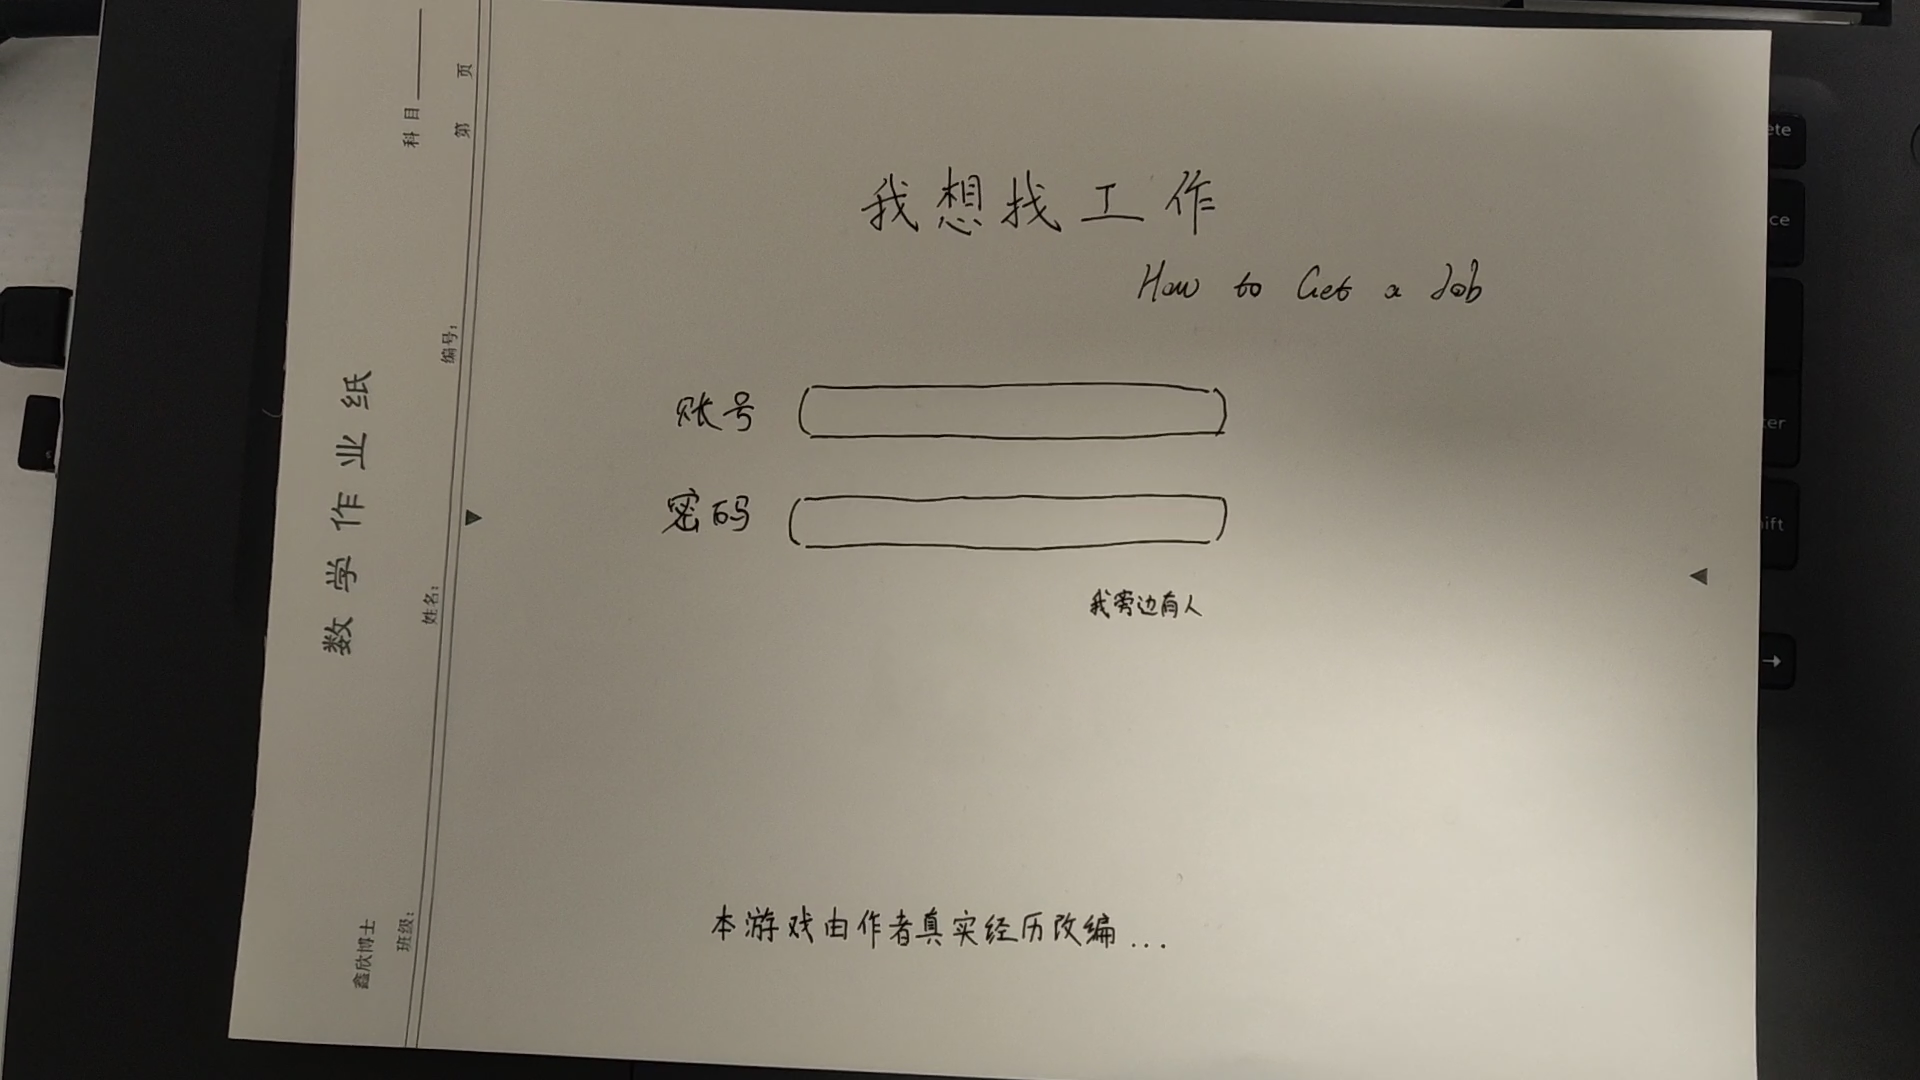 我想找工作
How to Get a Job
账号
密码
我旁边有人
本游戏由作者真实经历改编...
数学作业纸
科目
第 页
编号:
姓名:
班级:
鑫欣博士
ete
ce
ter
ift
→